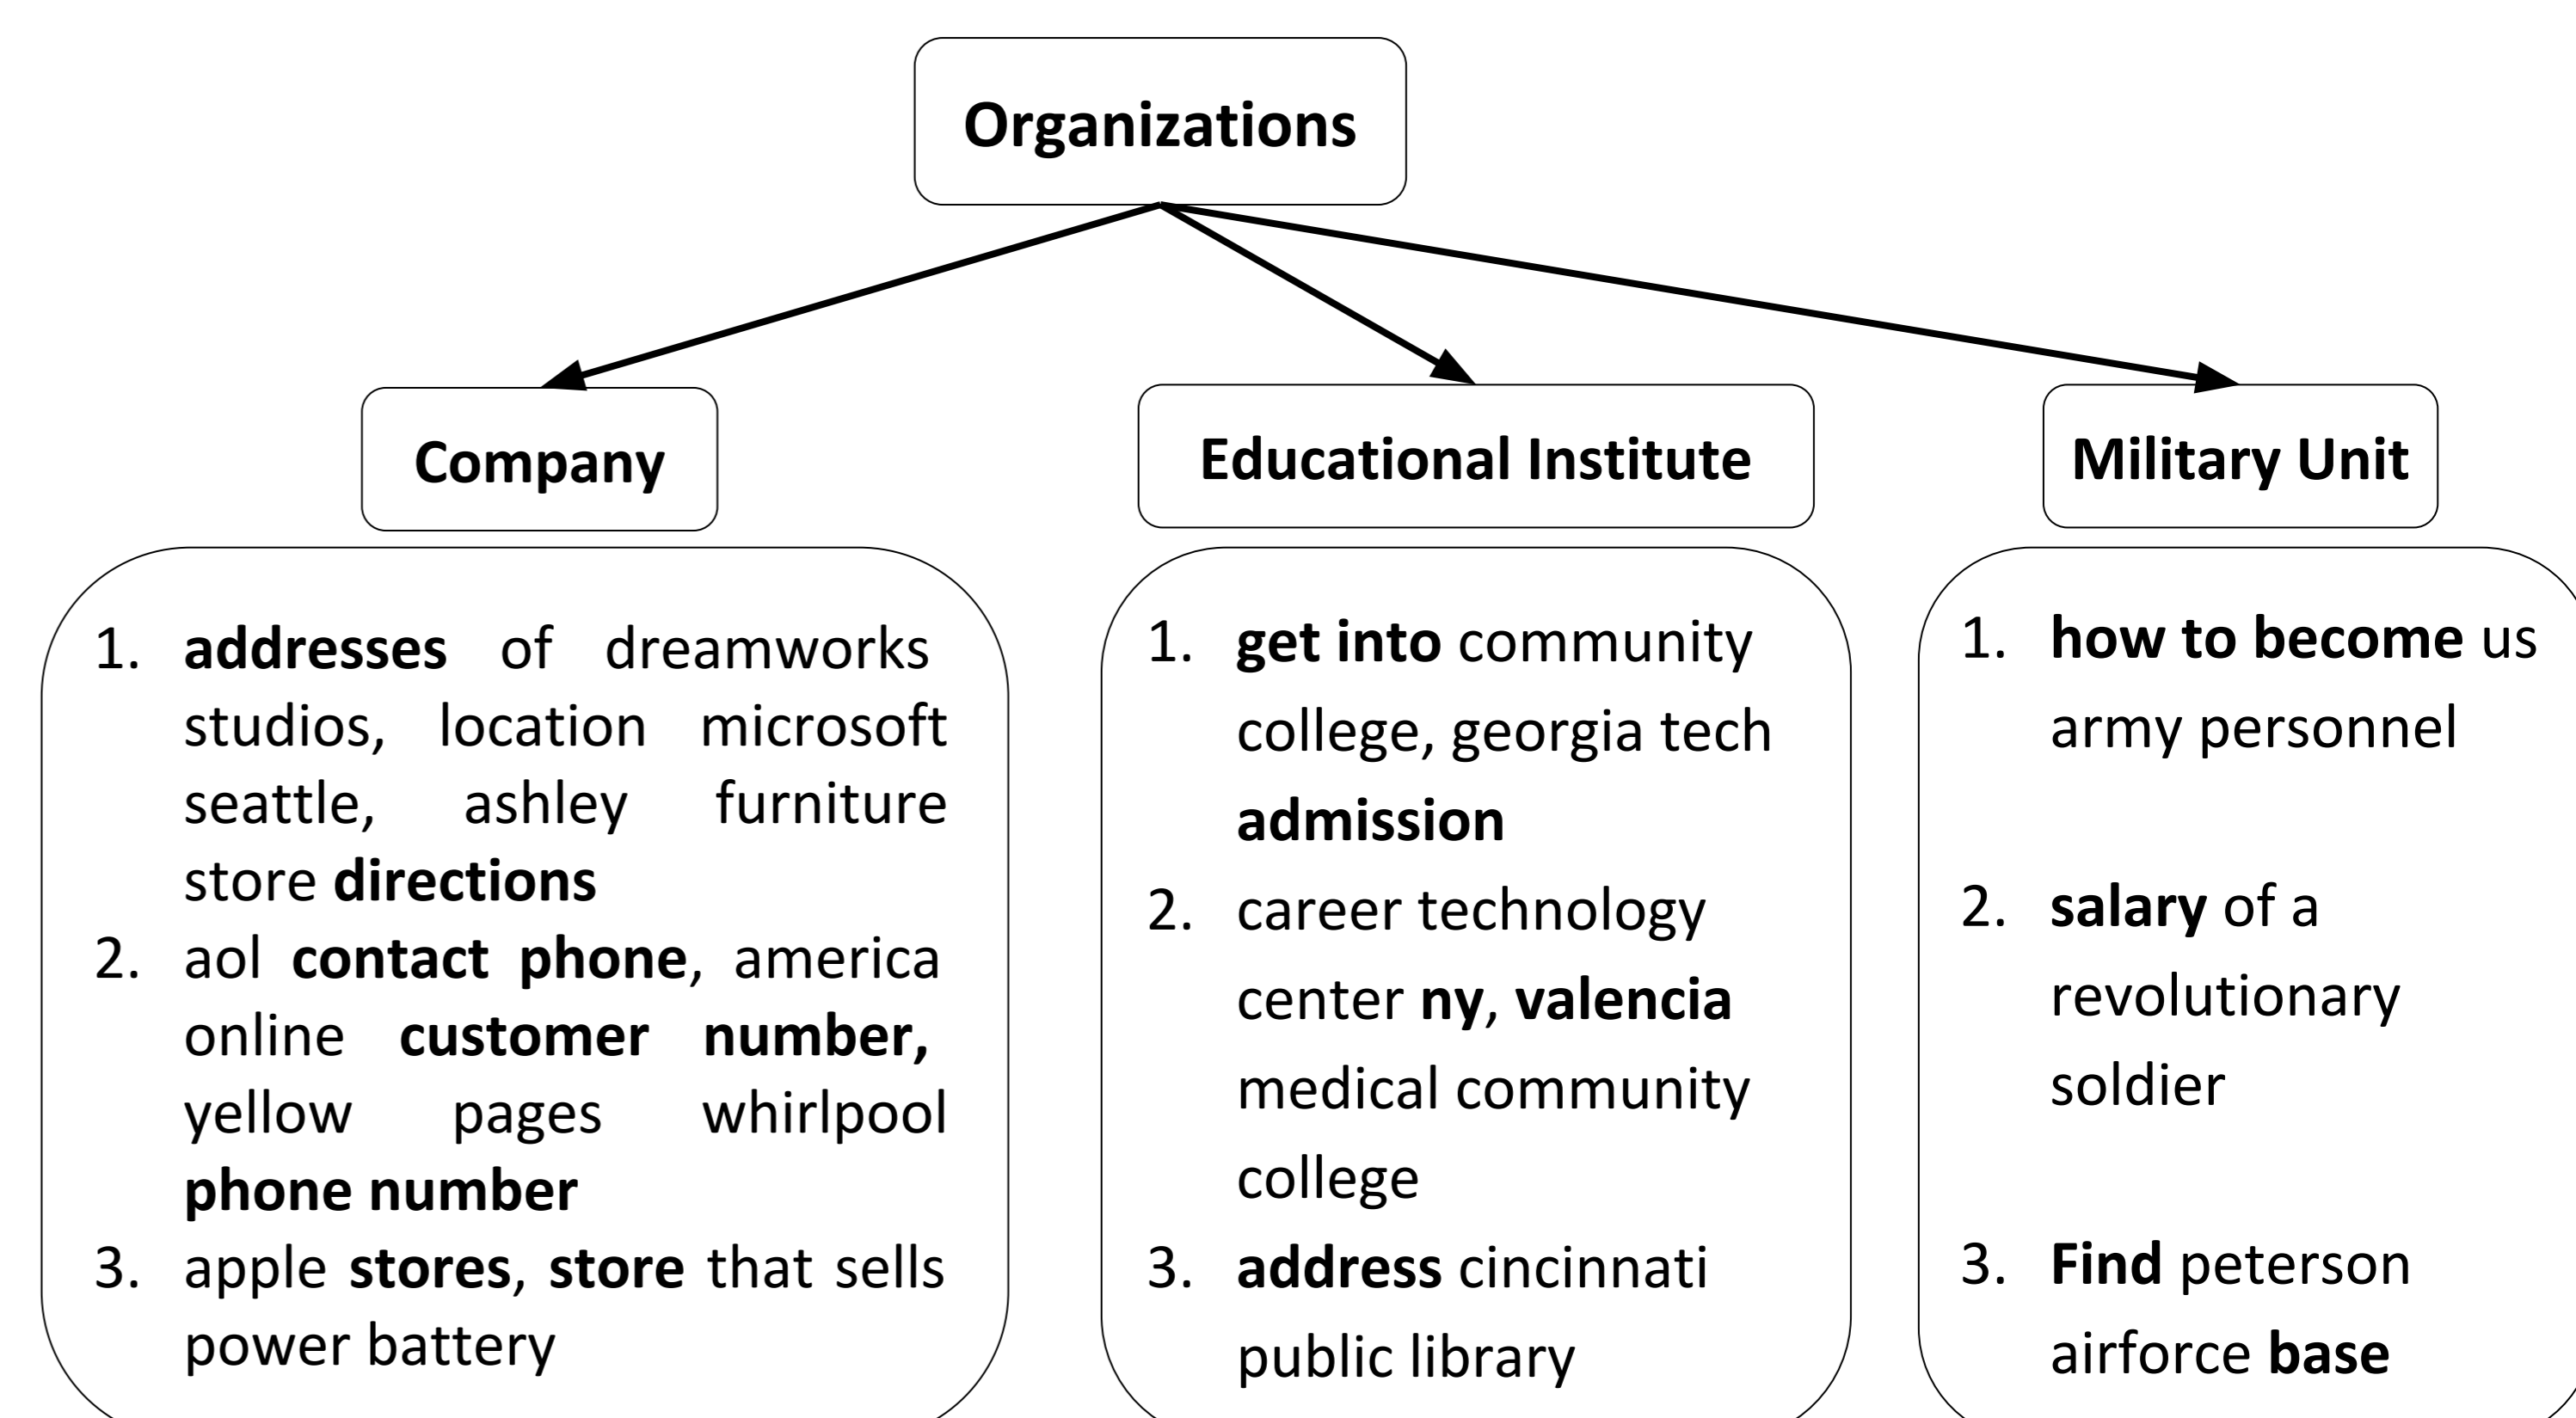 Organizations
Company
Educational Institute
Military Unit
1. addresses of dreamworks
studios, location microsoft
seattle, ashley furniture
store directions
2. aol contact phone, america
online customer number,
yellow pages whirlpool
phone number
3. apple stores, store that sells
power battery
1. get into community
college, georgia tech
admission
2. career technology
center ny, valencia
medical community
college
3. address cincinnati
public library
1. how to become us
army personnel
2. salary of a
revolutionary
soldier
3. Find peterson
airforce base